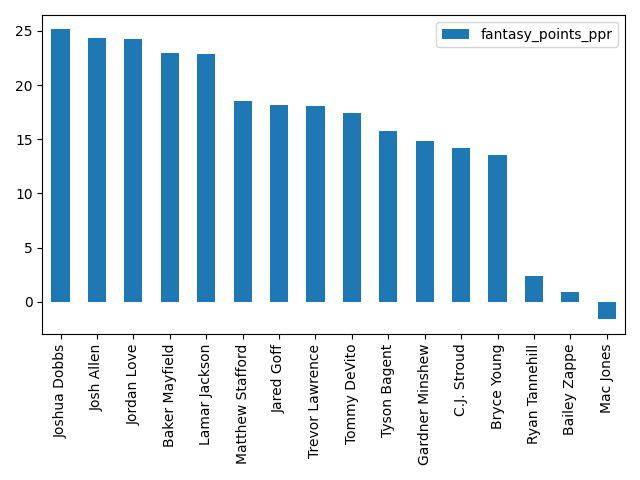 fantasy_points_ppr
25
20
15
10
5
0
Joshua Dobbs
Josh Allen
Jordan Love
Baker Mayfield
Lamar Jackson
Matthew Stafford
Jared Goff
Trevor Lawrence
Tommy DeVito
Tyson Bagent
Gardner Minshew
C.J. Stroud
Bryce Young
Ryan Tannehill
Bailey Zappe
Mac Jones